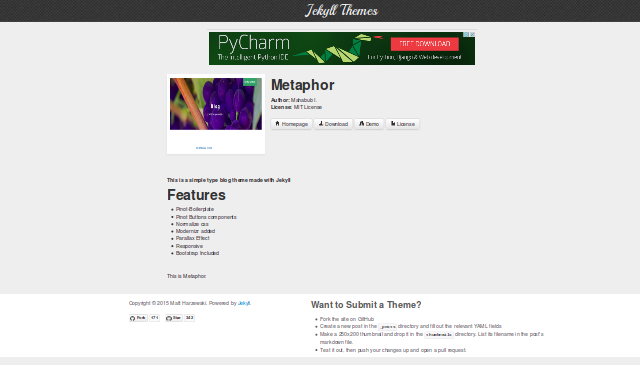 Jekyll Themes
PyCharm
The Intelligent Python IDE
FREE DOWNLOAD
For Python, Django & Web development
Metaphor
Author: Mahabub I.
License: MIT License
Blog
Homepage Download Demo License
This is a simple type blog theme made with Jekyll
Features
Pinot-Boilerplate
Pinot Buttons components
Normalize css
Modernizr added
Parallax Effect
Responsive
Bootstrap Included
This is Metaphor.
Copyright © 2015 Matt Harzewski. Powered by Jekyll.
Fork 474 Star 242
Want to Submit a Theme?
Fork the site on GitHub
Create a new post in the _posts directory and fill out the relevant YAML fields
Make a 250x200 thumbnail and drop it in the thumbnails directory. List its filename in the post's
markdown file.
Test it out, then push your changes up and open a pull request.